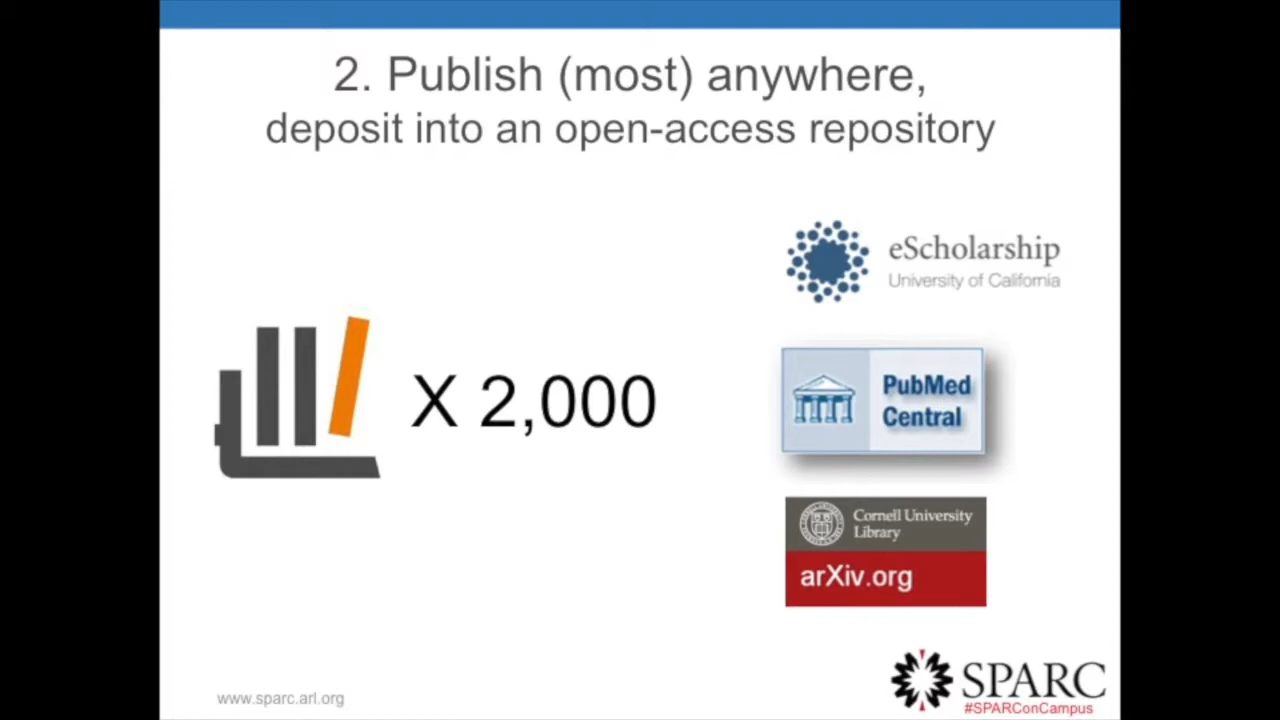 2. Publish (most) anywhere,
deposit into an open-access repository
eScholarship
University of California
X 2,000
PubMed
Central
Cornell University
Library
arXiv.org
www.sparc.arl.org
SPARC
#SPARConCampus